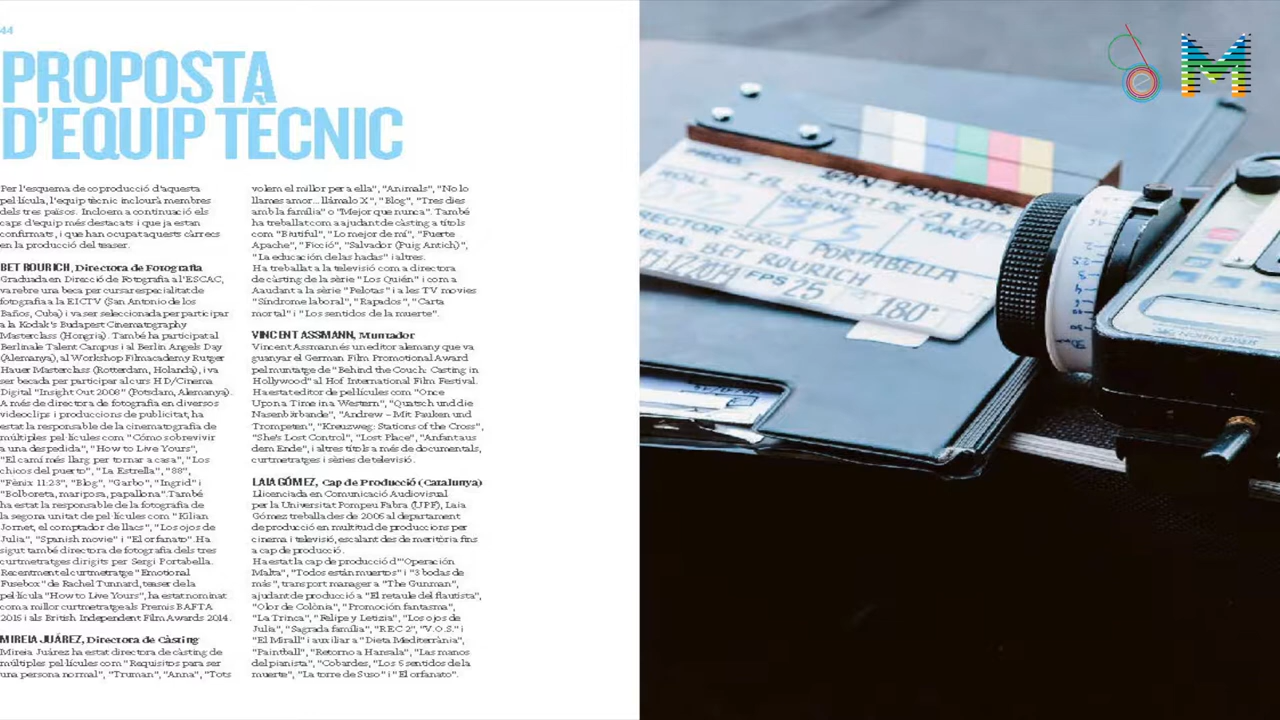 44
PROPOSTA
D'EQUIP TÈCNIC
Per l'esquema de coproducció d'aquesta
pel·lícula, l'equip tècnic inclourà membres
dels tres països. Incloem a continuació els
caps d'equip més destacats i que ja estan
confirmats, i que han ocupat aquests càrrecs
en la producció del teaser.
BET ROURICH, Directora de Fotografia
Graduada en Direcció de Fotografia a l'ESCAC,
va rebre una beca per cursar especialitat de
fotografia a la EICTV (San Antonio de los
Baños, Cuba) i va ser seleccionada per participar
a la Kodak's Budapest Cinematography
Masterclass (Hongria). També ha participat al
Berlinale Talent Campus i al Berlin Angels Day
(Alemanya), al Workshop Filmacademy Rutger
Hauer Masterclass (Rotterdam, Holanda), i va
ser becada per participar al curs HD/Cinema
Digital "Insight Out 2008" (Potsdam, Alemanya).
A més de directora de fotografia en diversos
videoclips i produccions de publicitat, ha
estat la responsable de la cinematografia de
múltiples pel·lícules com "Cómo sobrevivir
a una despedida", "How to Live Yours",
"El camí més llarg per tornar a casa", "Los
chicos del puerto", "La Estrella", "88",
"Fènix 11:23", "Blog", "Garbo", "Ingrid" i
"Bolboreta, mariposa, papallona". També
ha estat la responsable de la fotografia de
la segona unitat de pel·lícules com "Kilian
Jornet, el comptador de llacs", "Los ojos de
Julia", "Spanish movie" i "El orfanato". Ha
sigut també directora de fotografia dels tres
curtmetratges dirigits per Sergi Portabella.
Recentment el curtmetratge "Emotional
Fusebox" de Rachel Tunnard, teaser de la
pel·lícula "How to Live Yours", ha estat nominat
com a millor curtmetratge als Premis BAFTA
2015 i als British Independent Film Awards 2014.
MIREIA JUÁREZ, Directora de Càsting
Mireia Juárez ha estat directora de càsting de
múltiples pel·lícules com "Requisitos para ser
una persona normal", "Truman", "Anna", "Tots
volem el millor per a ella", "Animals", "No lo
llames amor... llámalo X", "Blog", "Tres dies
amb la família" o "Mejor que nunca". També
ha treballat com a ajudant de càsting a títols
com "Biutiful", "Lo mejor de mí", "Fuerte
Apache", "Ficció", "Salvador (Puig Antich)",
"La educación de las hadas" i altres.
Ha treballat a la televisió com a directora
de càsting de la sèrie "Los Quién" i com a
Aaudant a la sèrie "Pelotas" i a les TV movies
"Síndrome laboral", "Rapados", "Carta
mortal" i "Los sentidos de la muerte".
VINCENT ASSMANN, Muntador
Vincent Assmann és un editor alemany que va
guanyar el German Film Promotional Award
pel muntatge de "Behind the Couch: Casting in
Hollywood" al Hof International Film Festival.
Ha estat editor de pel·lícules com "Once
Upon a Time in a Western", "Quatsch und die
Nasenbärbande", "Andrew – Mit Pauken und
Trompeten", "Kreuzweg: Stations of the Cross",
"She's Lost Control", "Lost Place", "Anfant aus
dem Ende", i altres títols a més de documentals,
curtmetratges i sèries de televisió.
LAIA GÓMEZ, Cap de Producció (Catalunya)
Llicenciada en Comunicació Audiovisual
per la Universitat Pompeu Fabra (UPF), Laia
Gómez treballa des de 2006 al departament
de producció en multitud de produccions per
cinema i televisió, escalant des de meritòria fins
a cap de producció.
Ha estat la cap de producció d'"Operación
Malta", "Todos están muertos" i "3 bodas de
más", transport manager a "The Gunman",
ajudant de producció a "El retaule del flautista",
"Olor de Colònia", "Promoción fantasma",
"La Trinca", "Felipe y Letizia", "Los ojos de
Julia", "Sagrada família", "REC 2", "V.O.S." i
"El Mirall" i auxiliar a "Dieta Mediterrània",
"Paintball", "Retorno a Hansala", "Las manos
del pianista", "Cobardes, "Los 6 sentidos de la
muerte", "La torre de Suso" i "El orfanato".
M
PROD.
ROLL
TAKE
25
180°